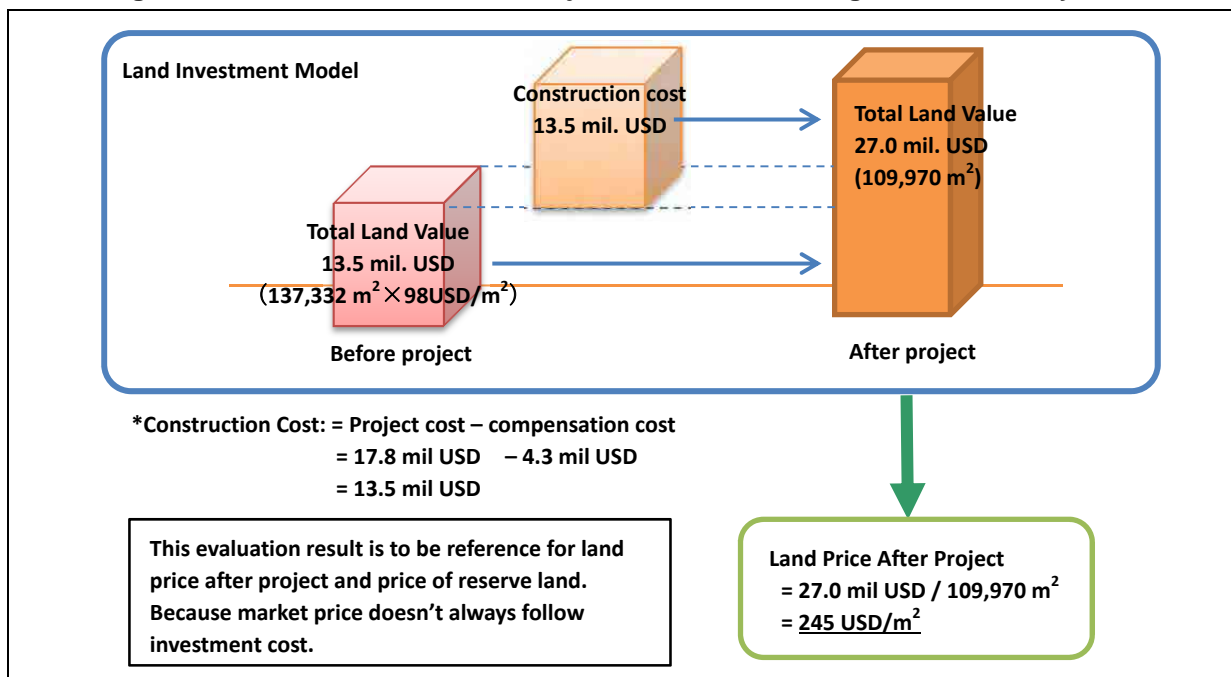 Land Investment Model
Construction cost
13.5 mil. USD
Total Land Value
27.0 mil. USD
(109,970 m²)
Total Land Value
13.5 mil. USD
（137,332 m²×98USD/m²）
Before project
After project
*Construction Cost: = Project cost – compensation cost
= 17.8 mil USD – 4.3 mil USD
= 13.5 mil USD
This evaluation result is to be reference for land
price after project and price of reserve land.
Because market price doesn’t always follow
investment cost.
Land Price After Project
= 27.0 mil USD / 109,970 m²
= 245 USD/m²